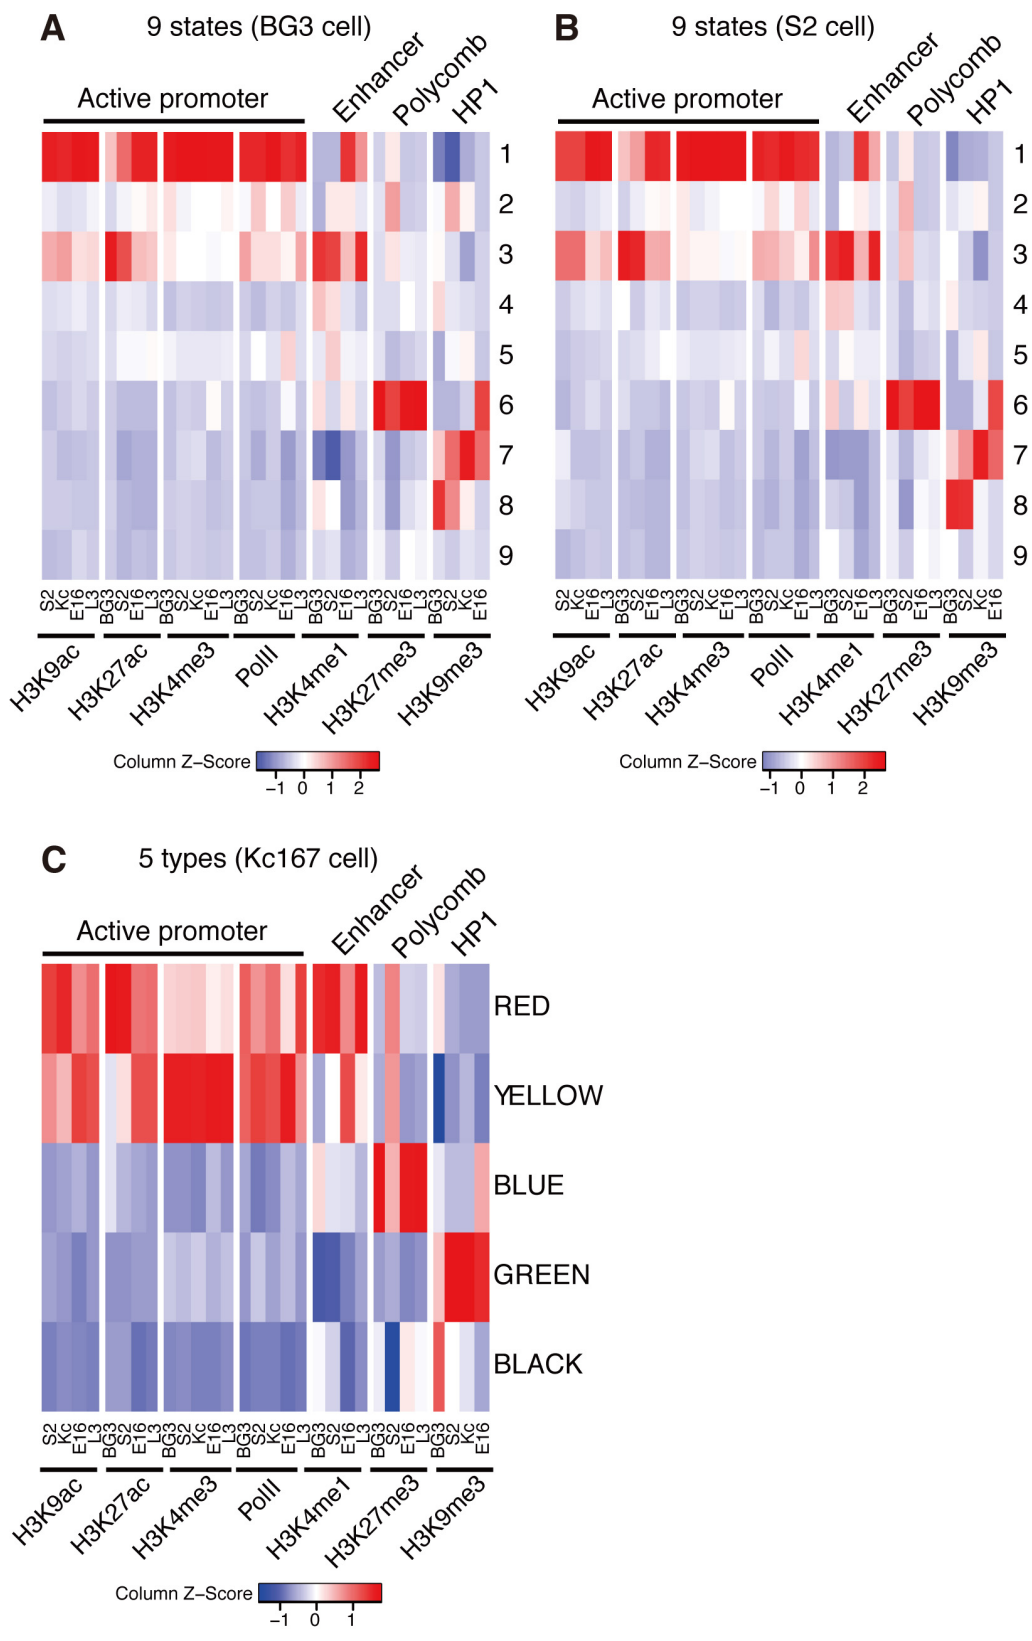 A
9 states (BG3 cell)
Active promoter
Enhancer
Polycomb
HP1
1
2
3
4
5
6
7
8
9
S2 Kc E16 L3 BG3 S2 E16 L3 BG3 S2 Kc E16 L3 BG3 S2 Kc E16 L3 BG3 S2 E16 L3 BG3 S2 E16 L3 BG3 S2 Kc E16
H3K9ac H3K27ac H3K4me3 PolII H3K4me1 H3K27me3 H3K9me3
Column Z−Score
−1 0 1 2
B
9 states (S2 cell)
Active promoter
Enhancer
Polycomb
HP1
1
2
3
4
5
6
7
8
9
S2 Kc E16 L3 BG3 S2 E16 L3 BG3 S2 Kc E16 L3 BG3 S2 Kc E16 L3 BG3 S2 E16 L3 BG3 S2 E16 L3 BG3 S2 Kc E16
H3K9ac H3K27ac H3K4me3 PolII H3K4me1 H3K27me3 H3K9me3
Column Z−Score
−1 0 1 2
C
5 types (Kc167 cell)
Active promoter
Enhancer
Polycomb
HP1
RED
YELLOW
BLUE
GREEN
BLACK
S2 Kc E16 L3 BG3 S2 E16 L3 BG3 S2 Kc E16 L3 BG3 S2 Kc E16 L3 BG3 S2 E16 L3 BG3 S2 E16 L3 BG3 S2 Kc E16
H3K9ac H3K27ac H3K4me3 PolII H3K4me1 H3K27me3 H3K9me3
Column Z−Score
−1 0 1